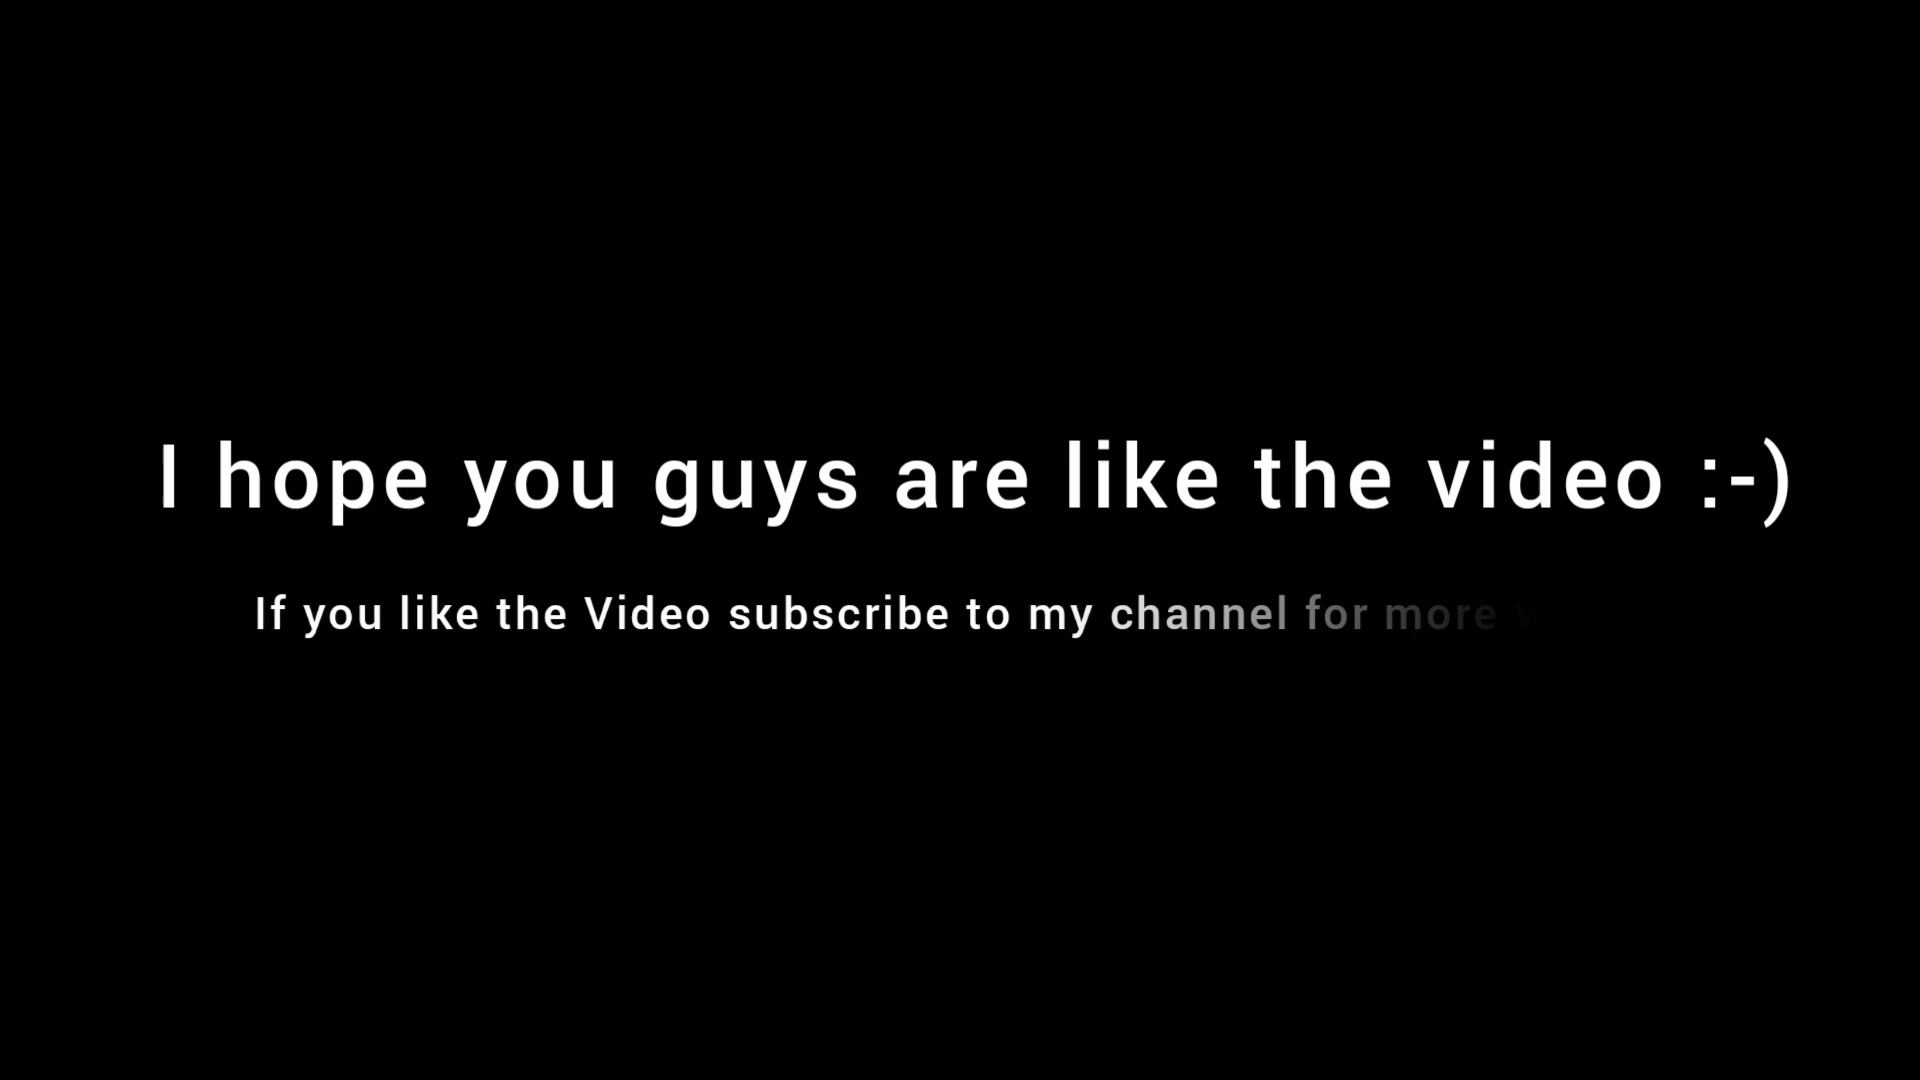 I hope you guys are like the video :-)
If you like the Video subscribe to my channel for more